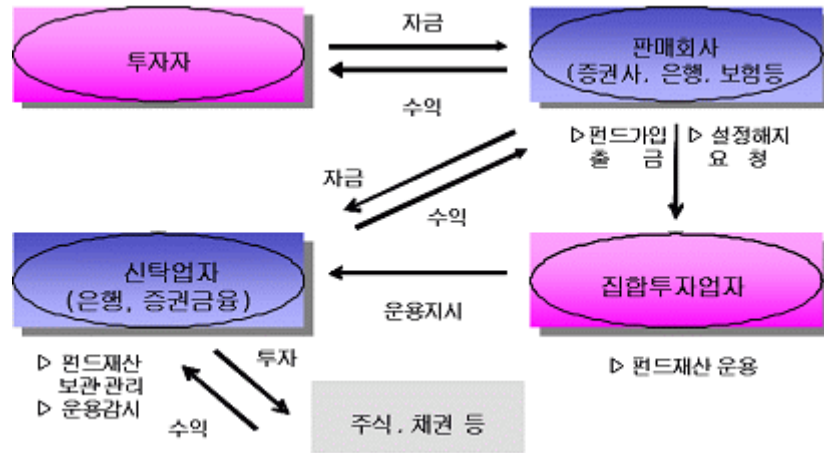 자금
투자자
판매회사
(증권사, 은행, 보험등
수익
▷펀드가입
출 금
▷ 설정해지
요 청
자금
수익
신탁업자
(은행, 증권금융)
집합투자업자
운용지시
▷ 펀드재산
보관·관리
▷ 운용감시
투자
수익
▷ 펀드재산 운용
주식, 채권 등